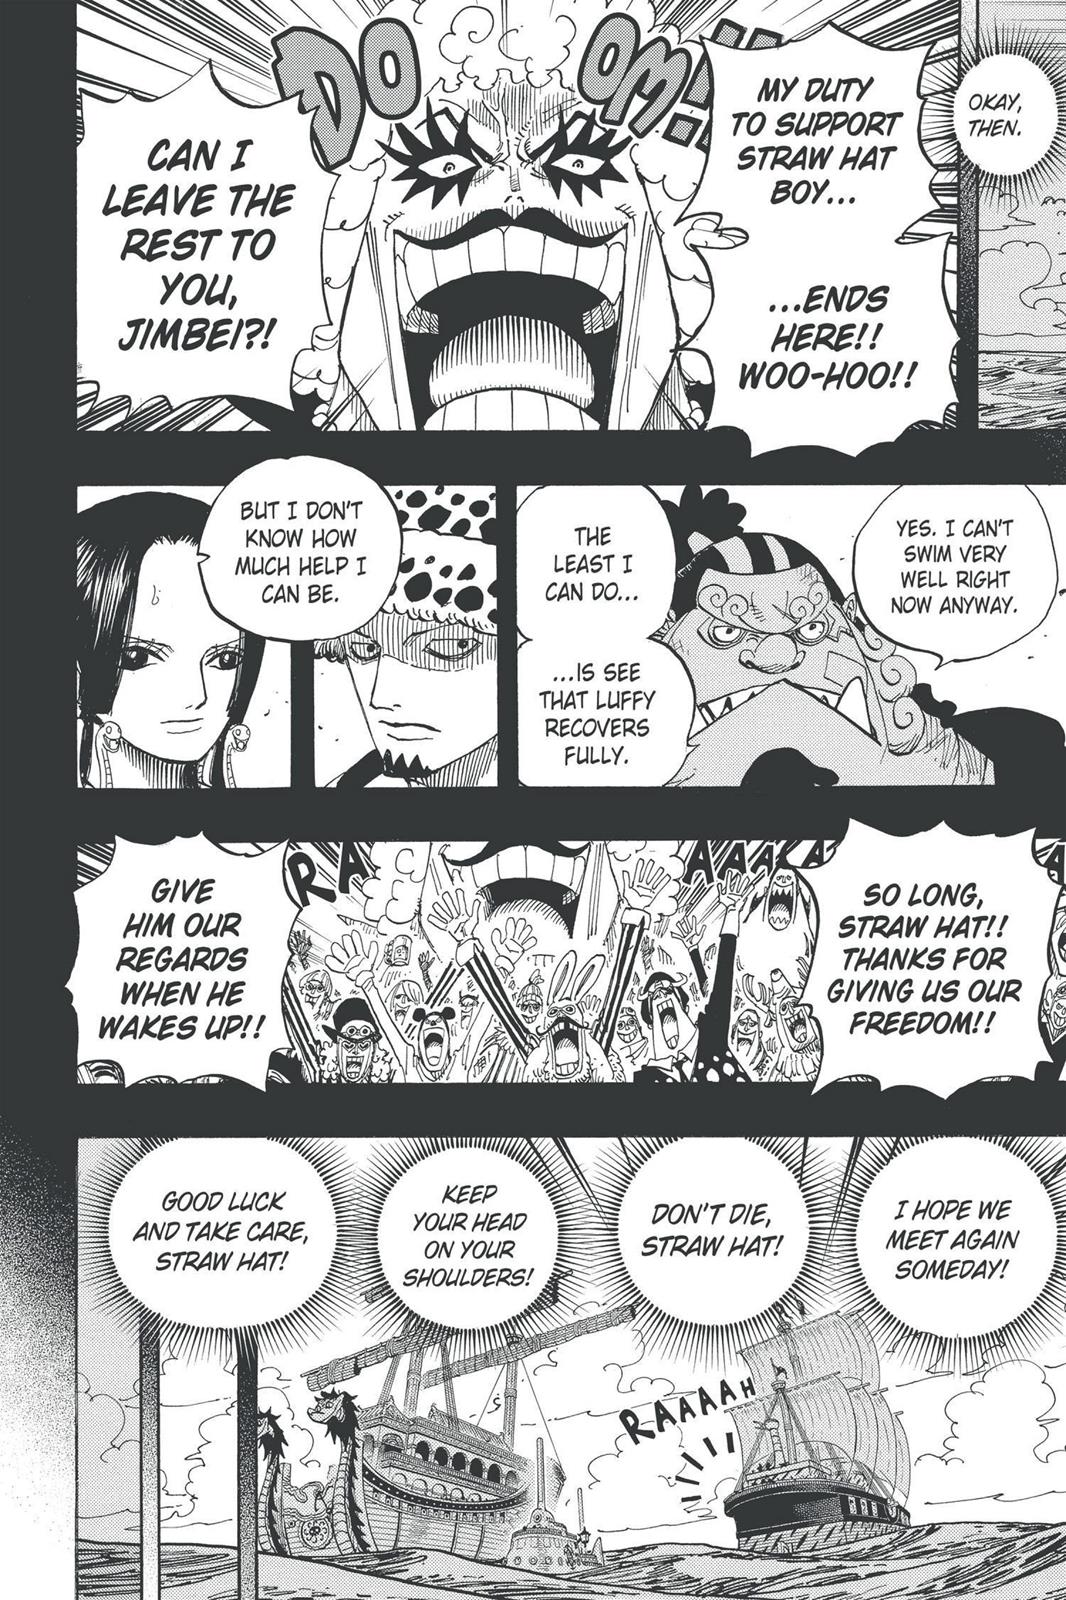 OKAY,
THEN.
MY DUTY
TO SUPPORT
STRAW HAT
BOY...
...ENDS
HERE!!
WOO-HOO!!
DO OM!!
CAN I
LEAVE THE
REST TO
YOU,
JIMBEI?!
YES. I CAN'T
SWIM VERY
WELL RIGHT
NOW ANYWAY.
THE
LEAST I
CAN DO...
...IS SEE
THAT LUFFY
RECOVERS
FULLY.
BUT I DON'T
KNOW HOW
MUCH HELP I
CAN BE.
SO LONG,
STRAW HAT!!
THANKS FOR
GIVING US OUR
FREEDOM!!
RA
GIVE
HIM OUR
REGARDS
WHEN HE
WAKES UP!!
I HOPE WE
MEET AGAIN
SOMEDAY!
DON'T DIE,
STRAW HAT!
KEEP
YOUR HEAD
ON YOUR
SHOULDERS!
GOOD LUCK
AND TAKE CARE,
STRAW HAT!
RAAAAH